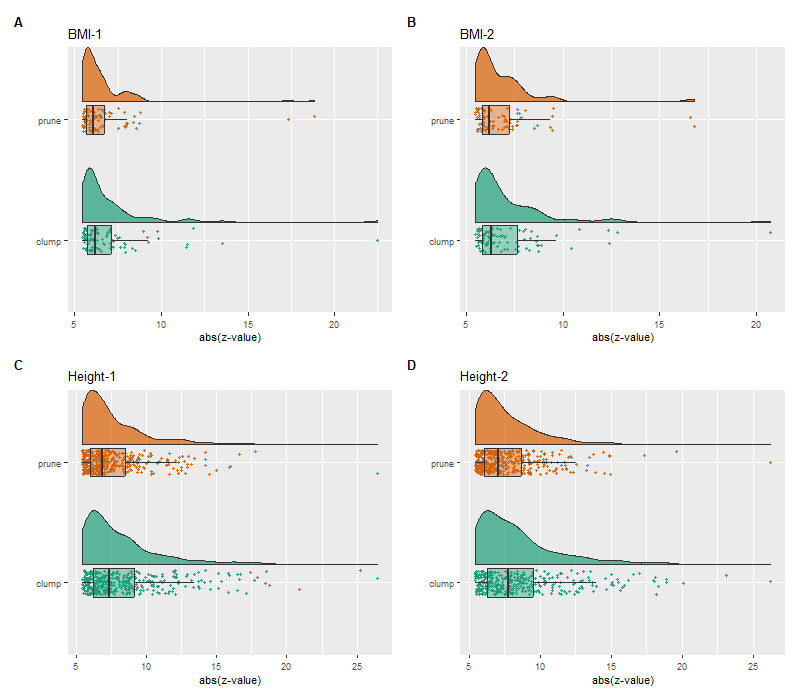 A
B
BMI-1
BMI-2
prune
clump
5
10
15
20
abs(z-value)
prune
clump
5
10
15
20
abs(z-value)
C
D
Height-1
Height-2
prune
clump
5
10
15
20
25
abs(z-value)
prune
clump
5
10
15
20
25
abs(z-value)